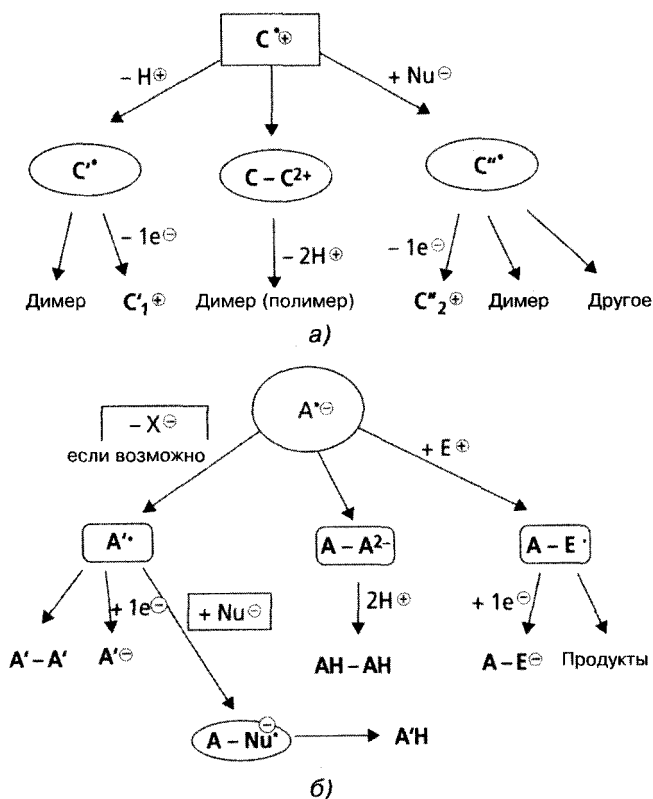 C•⊕
– H⊕
+ Nu⊖
C′•
C – C2+
C″•
– 1e⊖
– 2H⊕
– 1e⊖
Димер
C′1⊕
Димер (полимер)
C″2⊕
Димер
Другое
а)
A•⊖
– X⊖
если возможно
+ E⊕
A′•
A – A2–
A – E•
+ 1e⊖
+ Nu⊖
2H⊕
+ 1e⊖
A′ – A′
A′⊖
AH – AH
A – E⊖
Продукты
A – Nu•⊖
A′H
б)